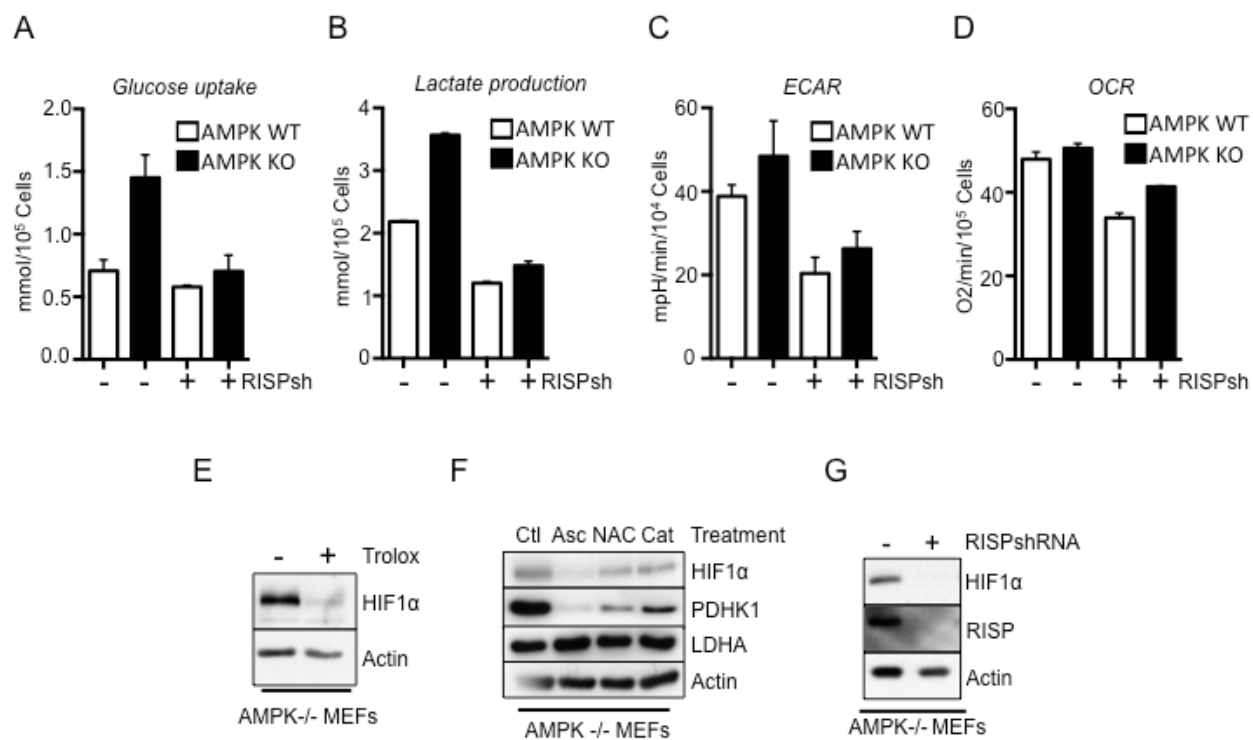 A
Glucose uptake
2.0
1.5
1.0
0.5
0.0
mmol/10⁵ Cells
AMPK WT
AMPK KO
- - + + RISPsh
B
Lactate production
4
3
2
1
0
mmol/10⁵ Cells
AMPK WT
AMPK KO
- - + + RISPsh
C
ECAR
60
40
20
0
mpH/min/10⁴ Cells
AMPK WT
AMPK KO
- - + + RISPsh
D
OCR
60
40
20
0
O2/min/10⁵ Cells
AMPK WT
AMPK KO
- - + + RISPsh
E
- + Trolox
HIF1α
Actin
AMPK-/- MEFs
F
Ctl Asc NAC Cat Treatment
HIF1α
PDHK1
LDHA
Actin
AMPK -/- MEFs
G
- + RISPshRNA
HIF1α
RISP
Actin
AMPK-/- MEFs